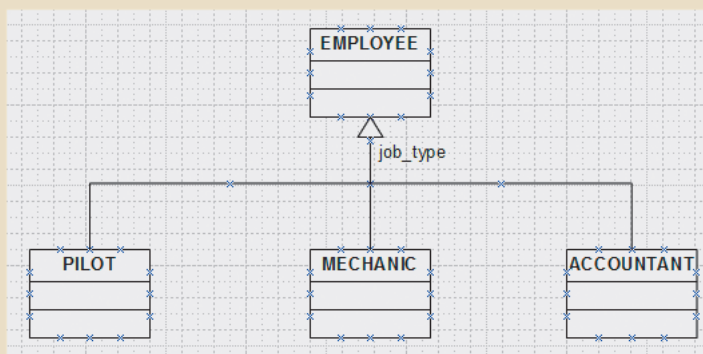 EMPLOYEE
job_type
PILOT
MECHANIC
ACCOUNTANT